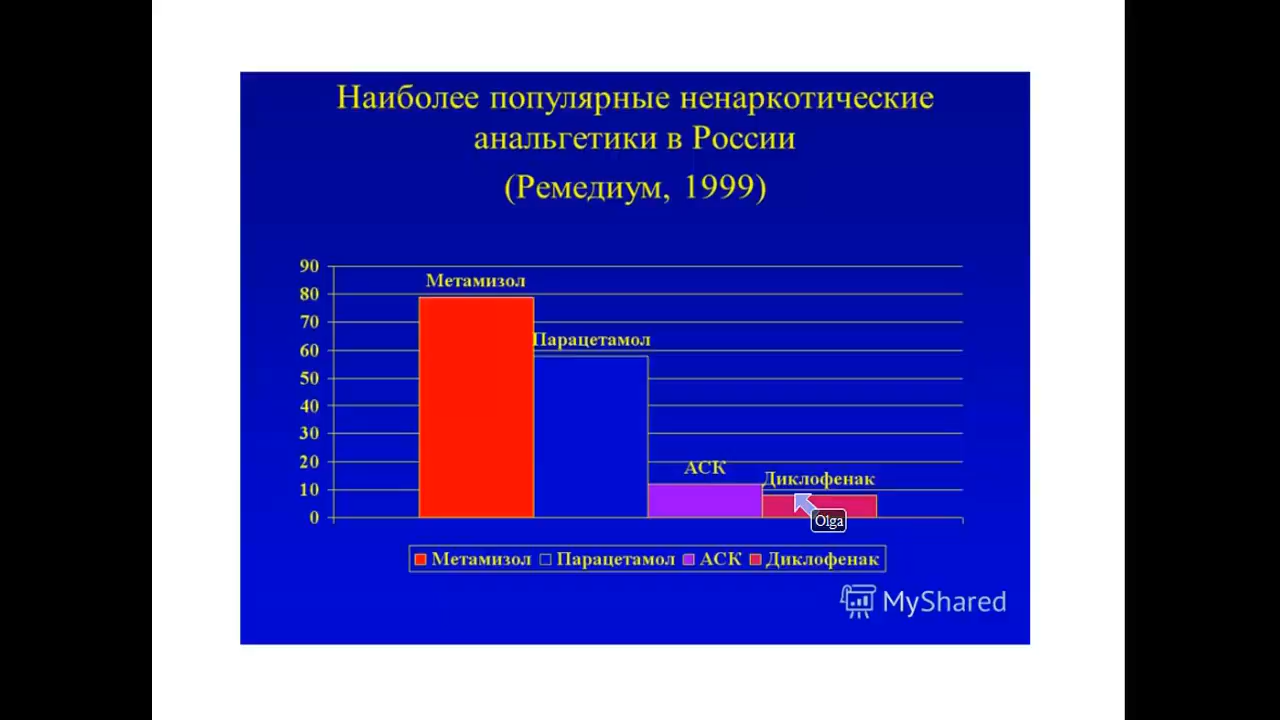 Наиболее популярные ненаркотические
анальгетики в России
(Ремедиум, 1999)
90
80
70
60
50
40
30
20
10
0
Метамизол
Парацетамол
АСК
Диклофенак
Olga
Метамизол Парацетамол АСК Диклофенак
MyShared